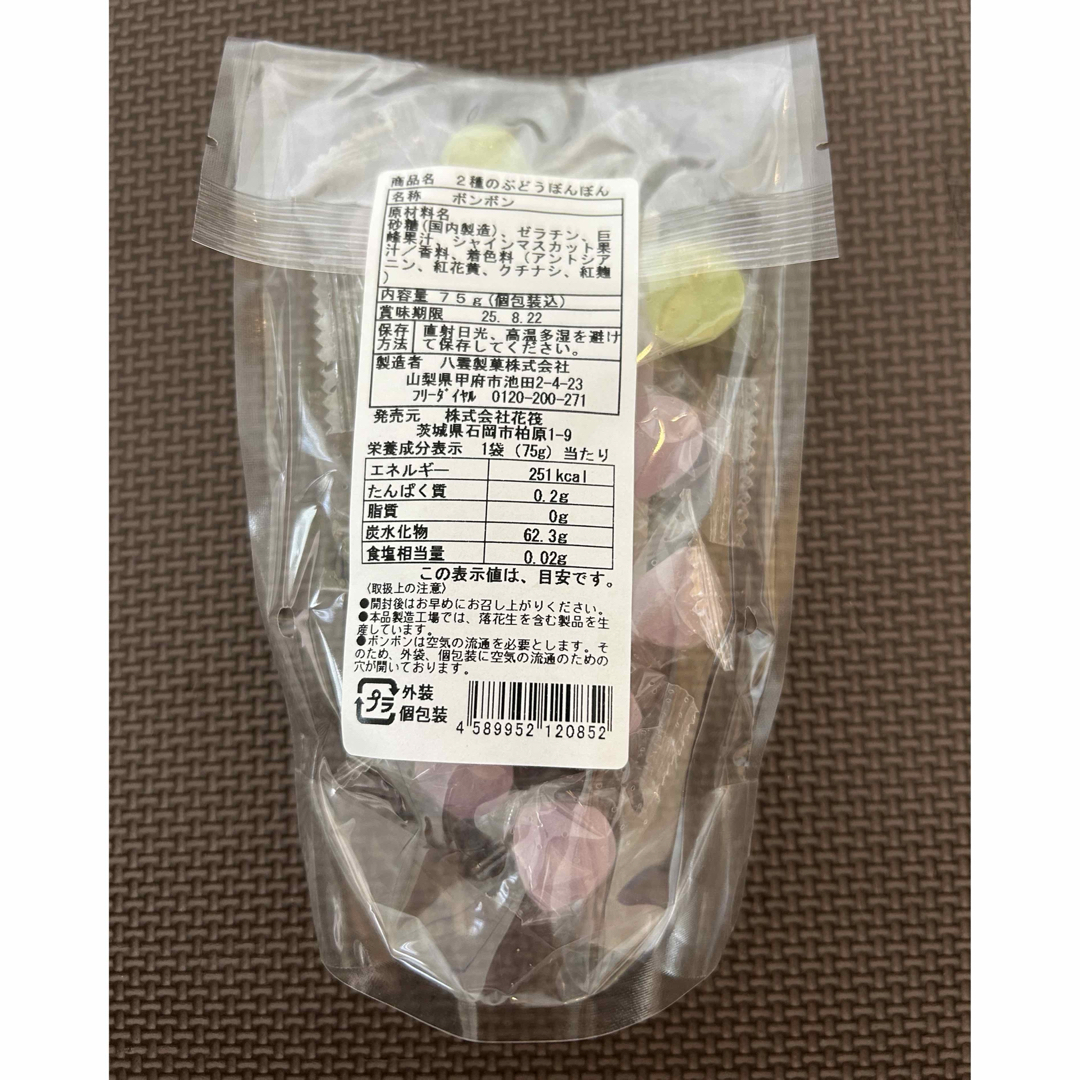 商品名 2種のぶどうぼんぼん
名称 ボンボン
原材料名
砂糖(国内製造)、ゼラチン、巨
峰果汁、シャインマスカット果
汁/香料、着色料(アントシア
ニン、紅花黄、クチナシ、紅麹
)
内容量 75g(個包装込)
賞味期限 25. 8.22
保存方法 直射日光、高温多湿を避け
て保存してください。
製造者 八雲製菓株式会社
山梨県甲府市池田2-4-23
フリーダイヤル 0120-200-271
発売元 株式会社花筏
茨城県石岡市柏原1-9
栄養成分表示 1袋(75g)当たり
エネルギー 251kcal
たんぱく質 0.2g
脂質 0g
炭水化物 62.3g
食塩相当量 0.02g
この表示値は、目安です。
〈取扱上の注意〉
●開封後はお早めにお召し上がりください。
●本品製造工場では、落花生を含む製品を生
産しています。
●ボンボンは空気の流通を必要とします。そ
のため、外袋、個包装に空気の流通のための
穴が開いております。
プラ 外装
個包装
4 589952 120852